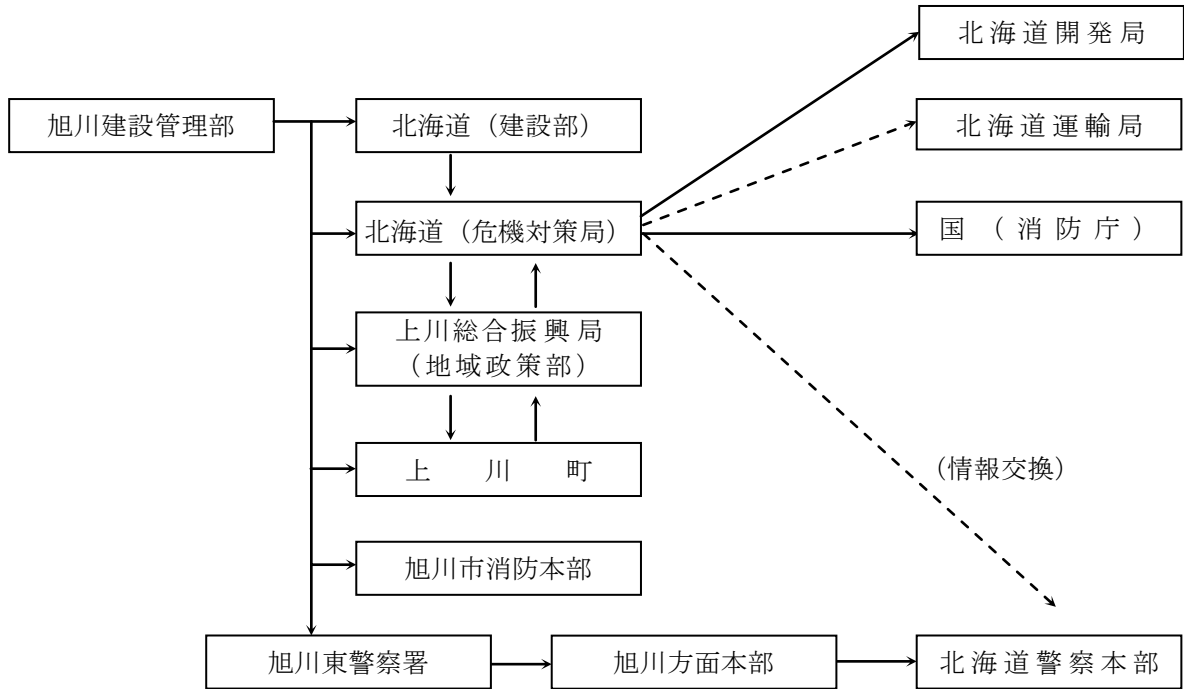 北海道開発局
旭川建設管理部
北海道（建設部）
北海道運輸局
北海道（危機対策局）
国（消防庁）
上川総合振興局
（地域政策部）
上川町
（情報交換）
旭川市消防本部
旭川東警察署
旭川方面本部
北海道警察本部